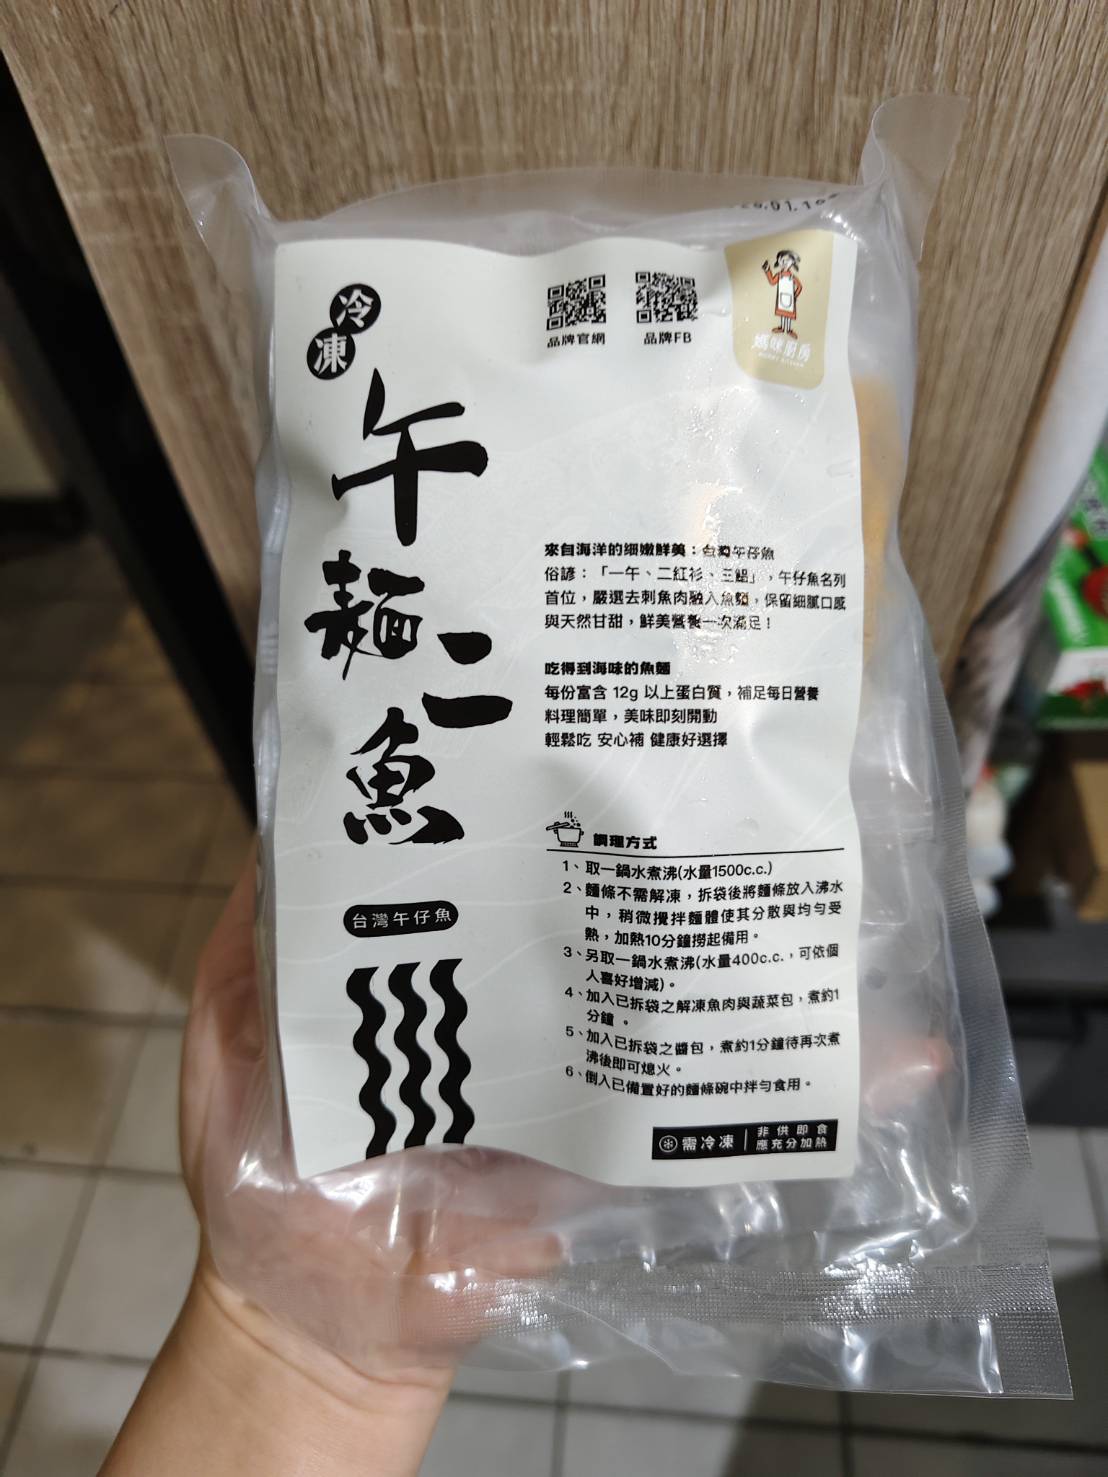 冷凍
午
麵二
魚
台灣午仔魚
品牌官網
品牌FB
媽咪廚房
來自海洋的細嫩鮮美：台灣午仔魚
俗諺：「一午、二紅衫、三鯧」，午仔魚名列
首位，嚴選去刺魚肉融入魚麵，保留細膩口感
與天然甘甜，鮮美營養一次滿足！
吃得到海味的魚麵
每份富含 12g 以上蛋白質，補足每日營養
料理簡單，美味即刻開動
輕鬆吃 安心補 健康好選擇
調理方式
1、取一鍋水煮沸(水量1500c.c.)
2、麵條不需解凍，拆袋後將麵條放入沸水
中，稍微攪拌麵體使其分散與均勻受
熱，加熱10分鐘撈起備用。
3、另取一鍋水煮沸(水量400c.c.，可依個
人喜好增減)。
4、加入已拆袋之解凍魚肉與蔬菜包，煮約1
分鐘 。
5、加入已拆袋之醬包，煮約1分鐘待再次煮
沸後即可熄火。
6、倒入已備置好的麵條碗中拌勻食用。
需冷凍
非供即食
應充分加熱